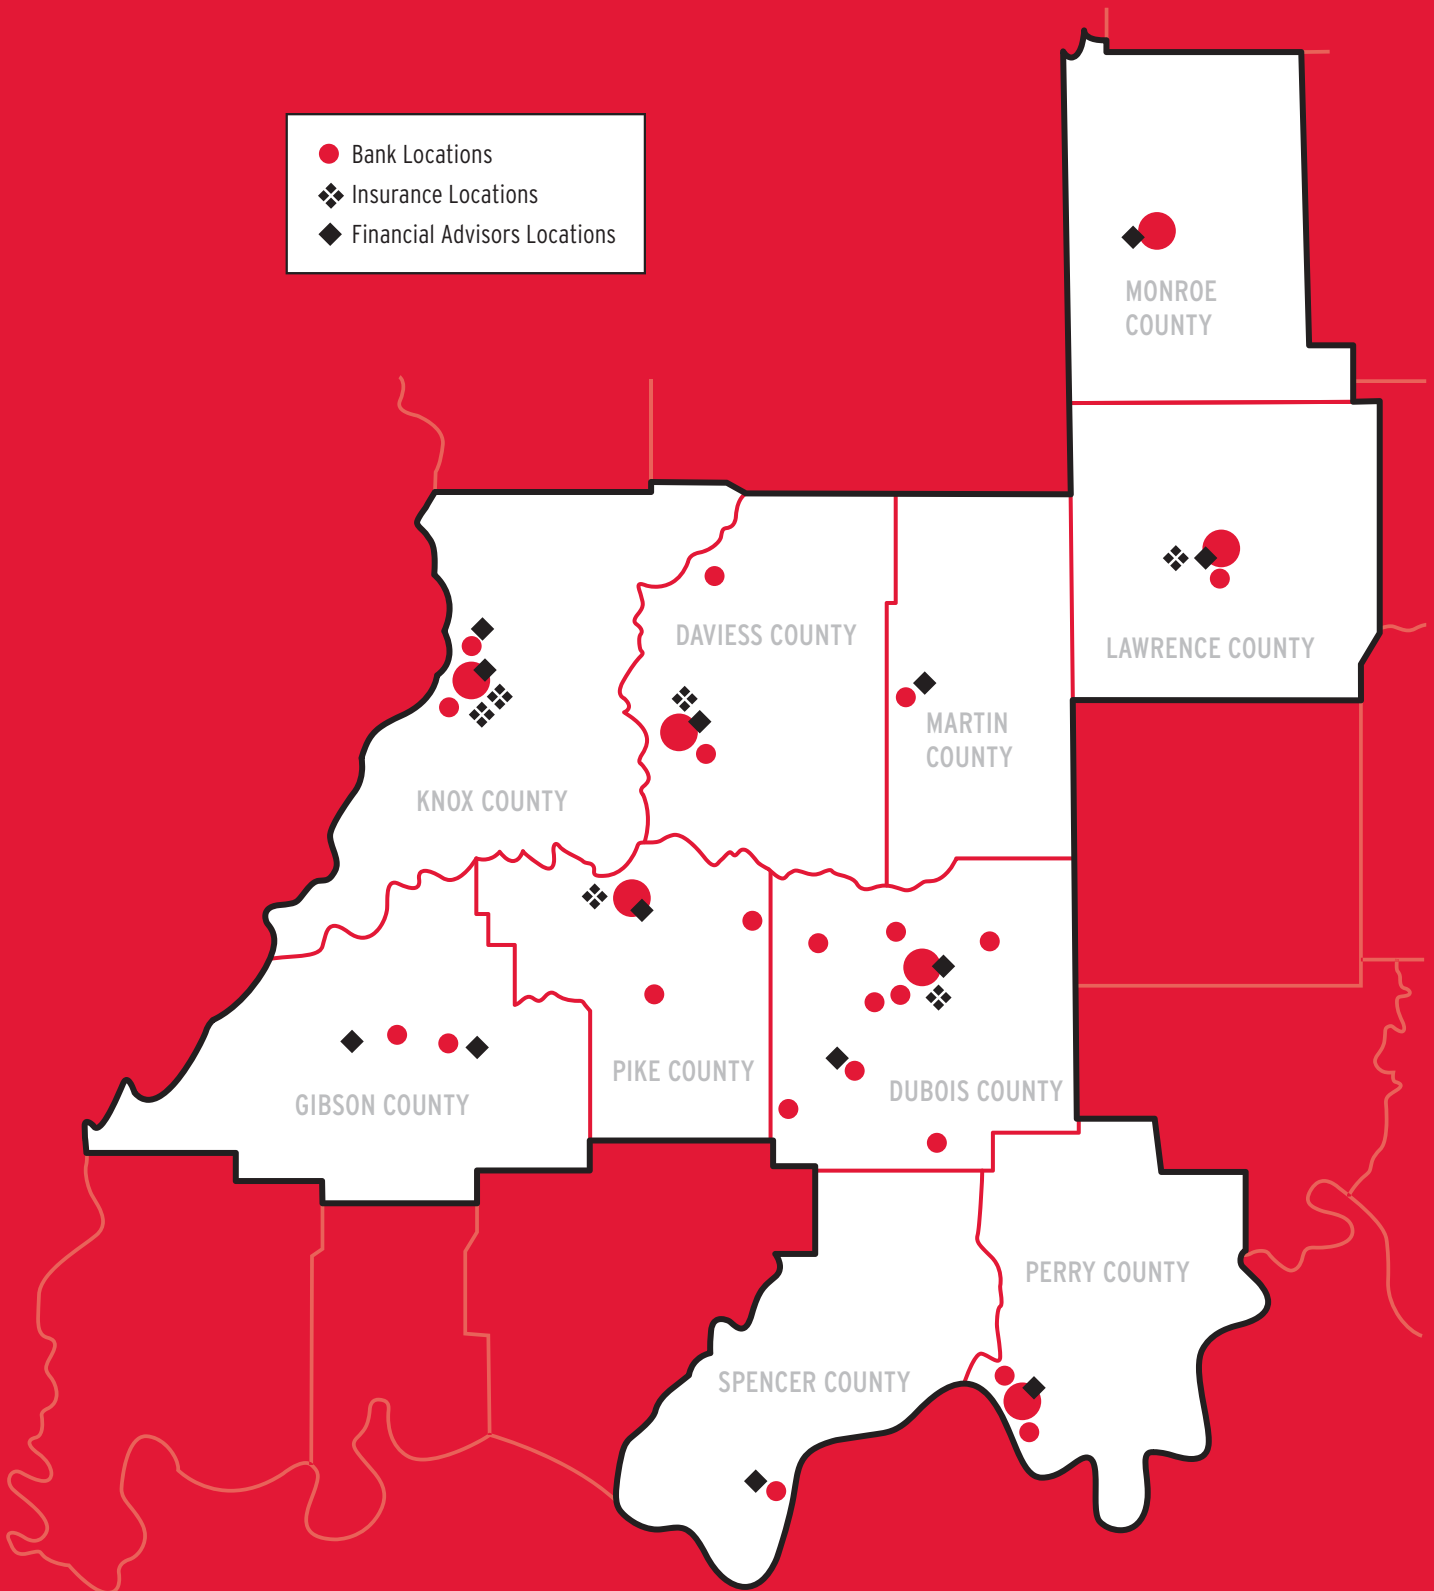 Bank Locations
Insurance Locations
Financial Advisors Locations
MONROE
COUNTY
DAVIESS COUNTY
LAWRENCE COUNTY
MARTIN
COUNTY
KNOX COUNTY
PIKE COUNTY
DUBOIS COUNTY
GIBSON COUNTY
PERRY COUNTY
SPENCER COUNTY